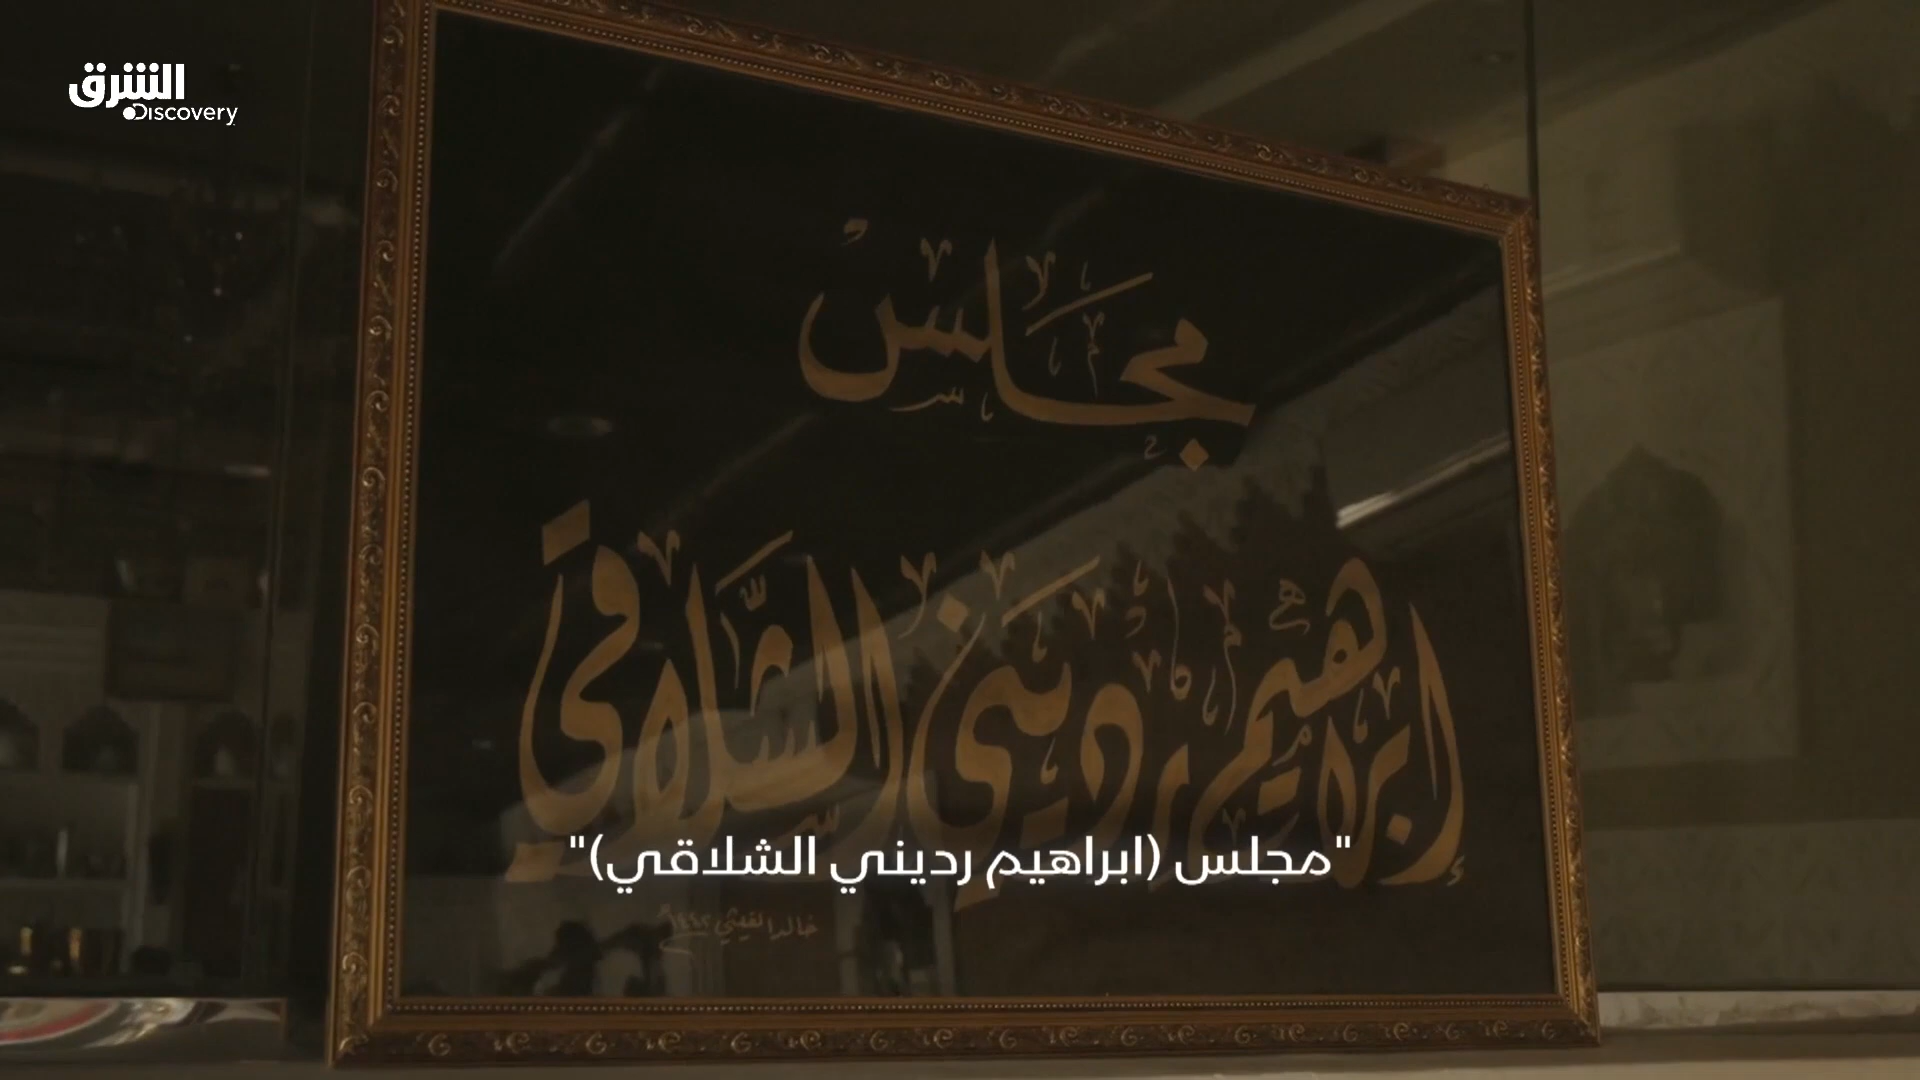 الشرق
Discovery
مجلس
ابراهيم رديني الشلاقي
"مجلس (ابراهيم رديني الشلاقي)"